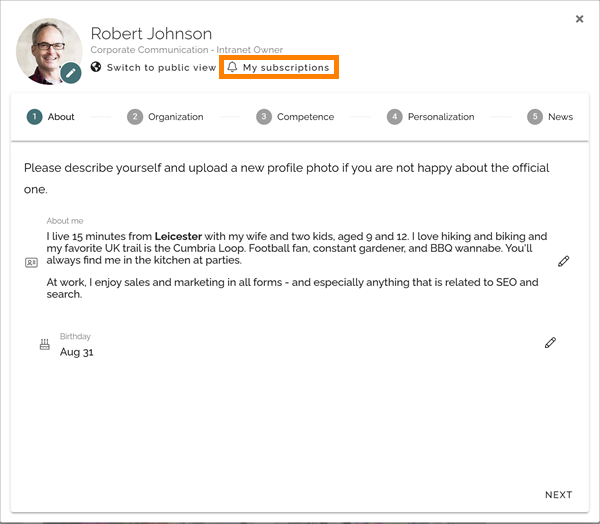 Robert Johnson
Corporate Communication - Intranet Owner
Switch to public view My subscriptions
1 About 2 Organization 3 Competence 4 Personalization 5 News
Please describe yourself and upload a new profile photo if you are not happy about the official
one.
About me
I live 15 minutes from Leicester with my wife and two kids, aged 9 and 12. I love hiking and biking and
my favorite UK trail is the Cumbria Loop. Football fan, constant gardener, and BBQ wannabe. You'll
always find me in the kitchen at parties.
At work, I enjoy sales and marketing in all forms - and especially anything that is related to SEO and
search.
Birthday
Aug 31
NEXT